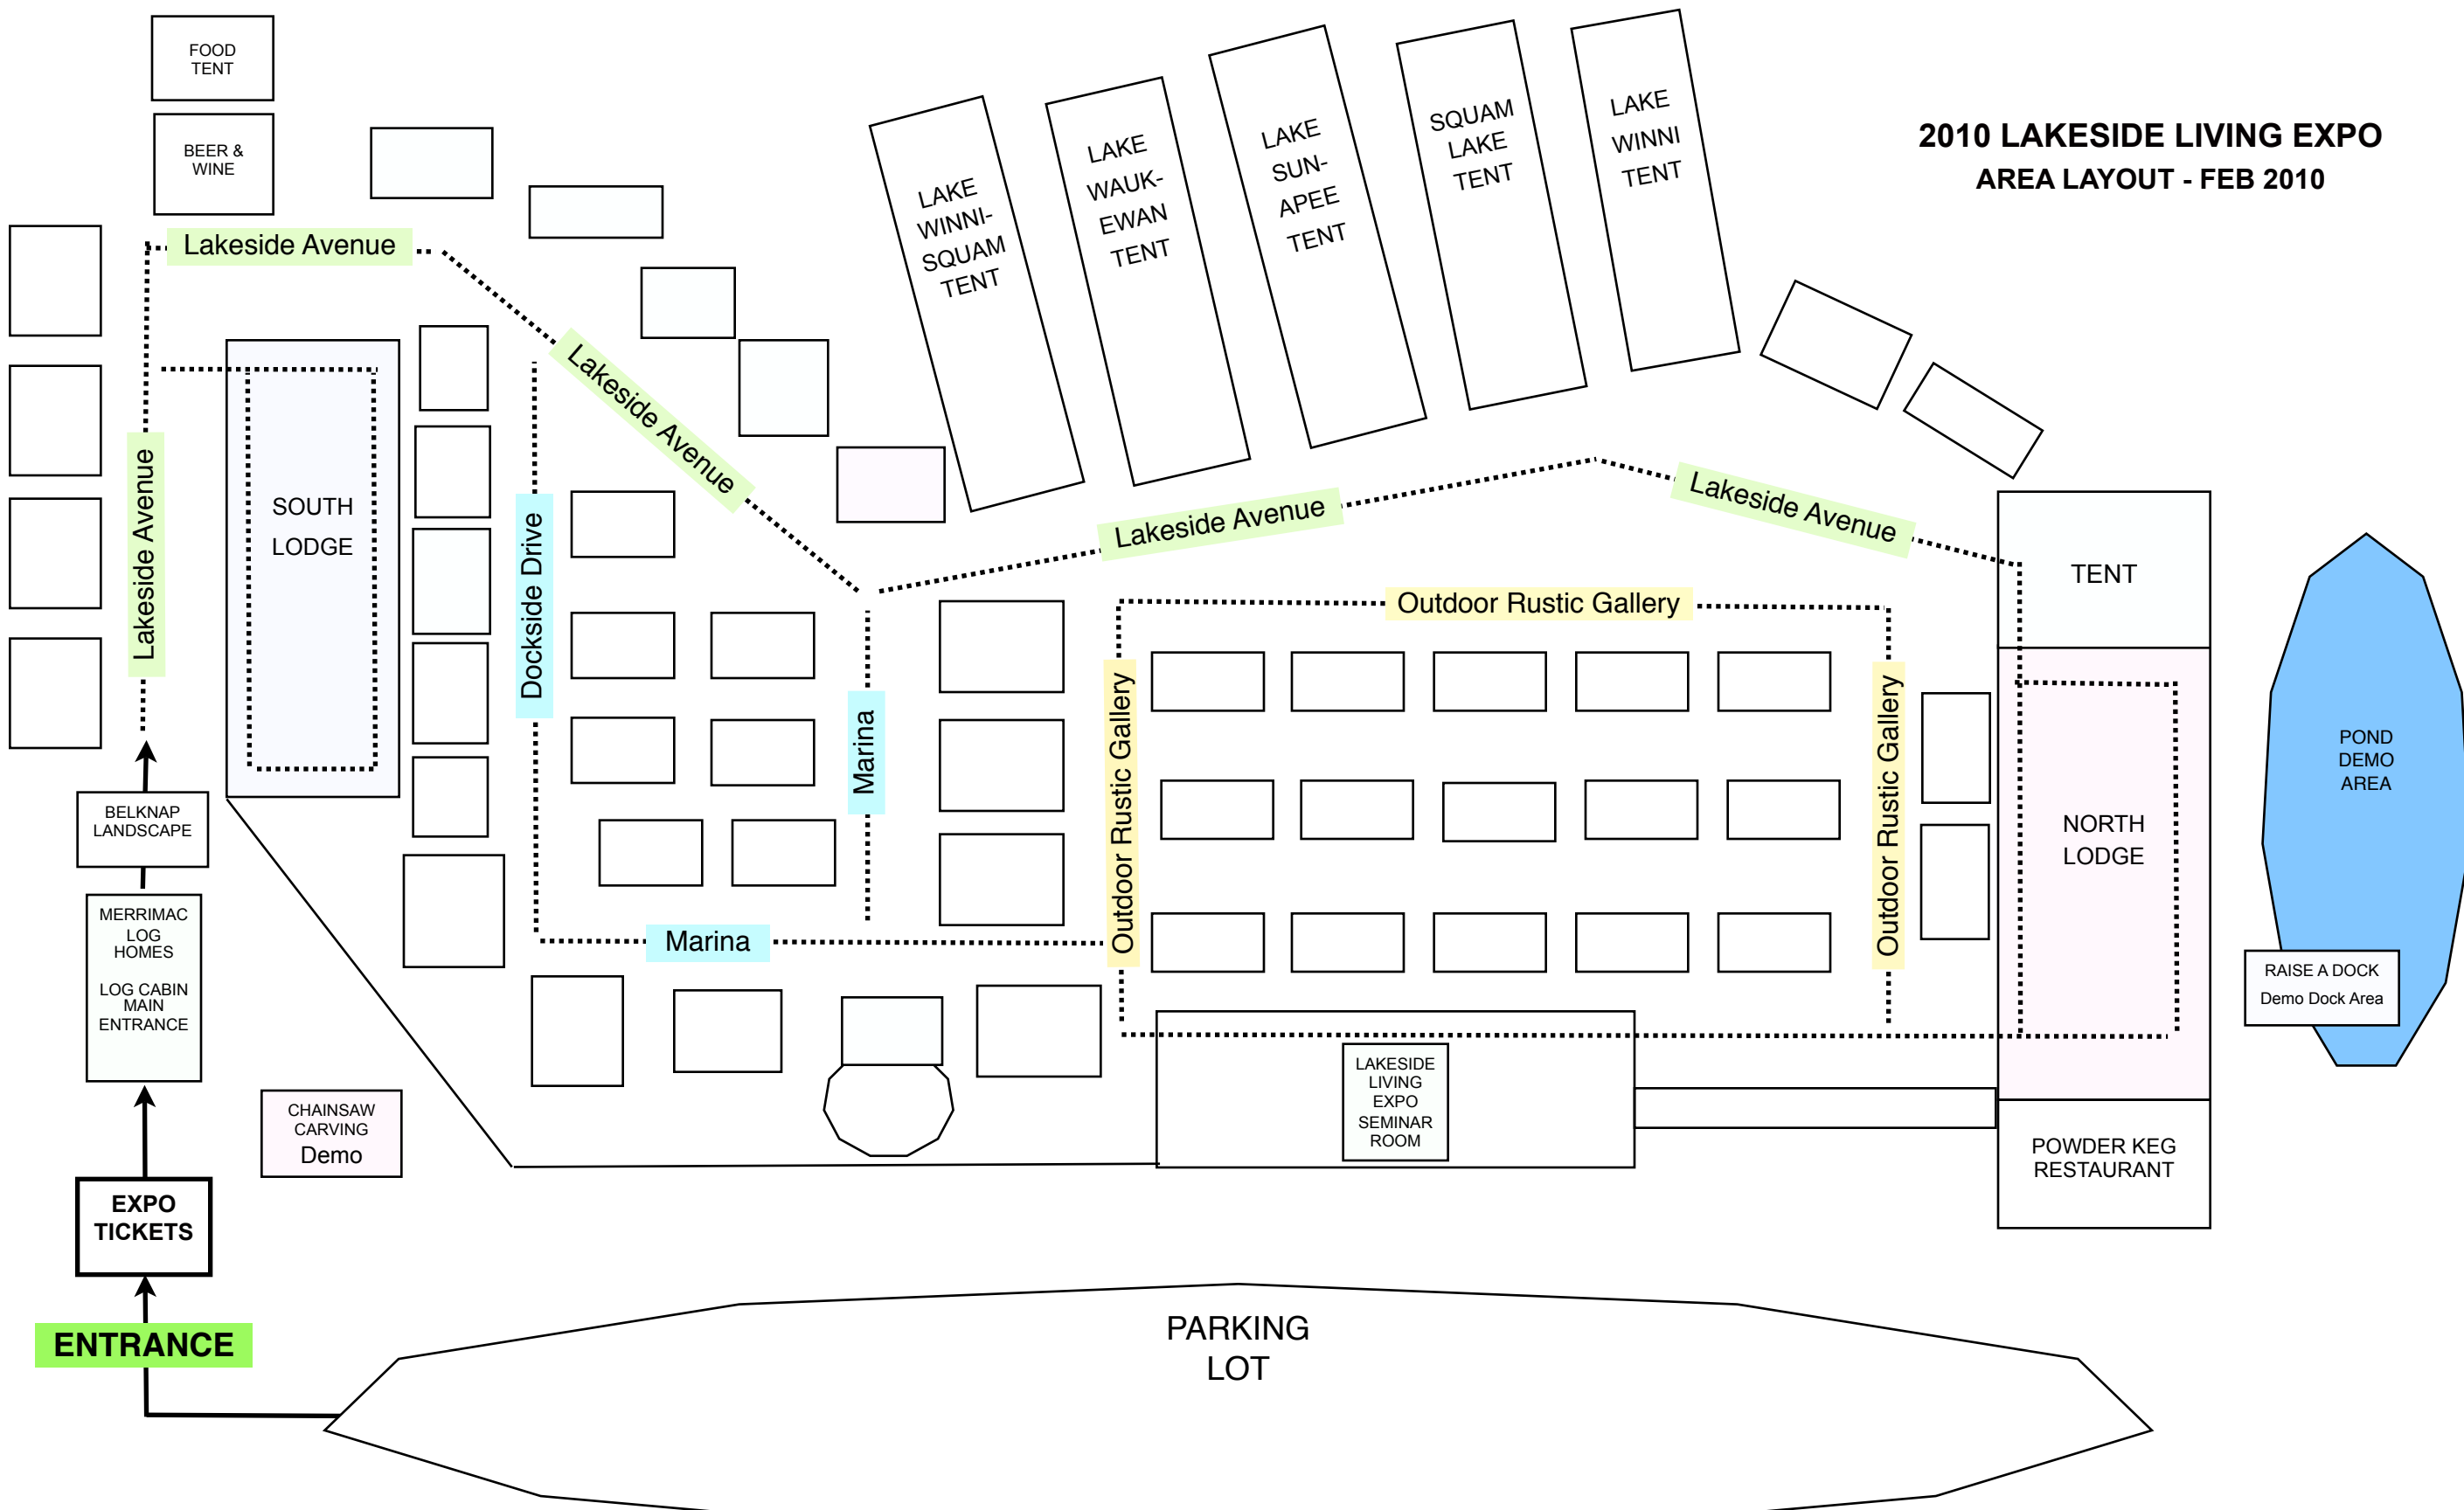 2010 LAKESIDE LIVING EXPO
AREA LAYOUT - FEB 2010
FOOD
TENT
BEER &
WINE
Lakeside Avenue
Lakeside Avenue
Lakeside Avenue
Lakeside Avenue
Lakeside Avenue
LAKE
WINNI-
SQUAM
TENT
LAKE
WAUK-
EWAN
TENT
LAKE
SUN-
APEE
TENT
SQUAM
LAKE
TENT
LAKE
WINNI
TENT
SOUTH
LODGE
Dockside Drive
Marina
Marina
Outdoor Rustic Gallery
Outdoor Rustic Gallery
Outdoor Rustic Gallery
TENT
NORTH
LODGE
POND
DEMO
AREA
RAISE A DOCK
Demo Dock Area
BELKNAP
LANDSCAPE
MERRIMAC
LOG
HOMES
LOG CABIN
MAIN
ENTRANCE
CHAINSAW
CARVING
Demo
LAKESIDE
LIVING
EXPO
SEMINAR
ROOM
POWDER KEG
RESTAURANT
EXPO
TICKETS
ENTRANCE
PARKING
LOT